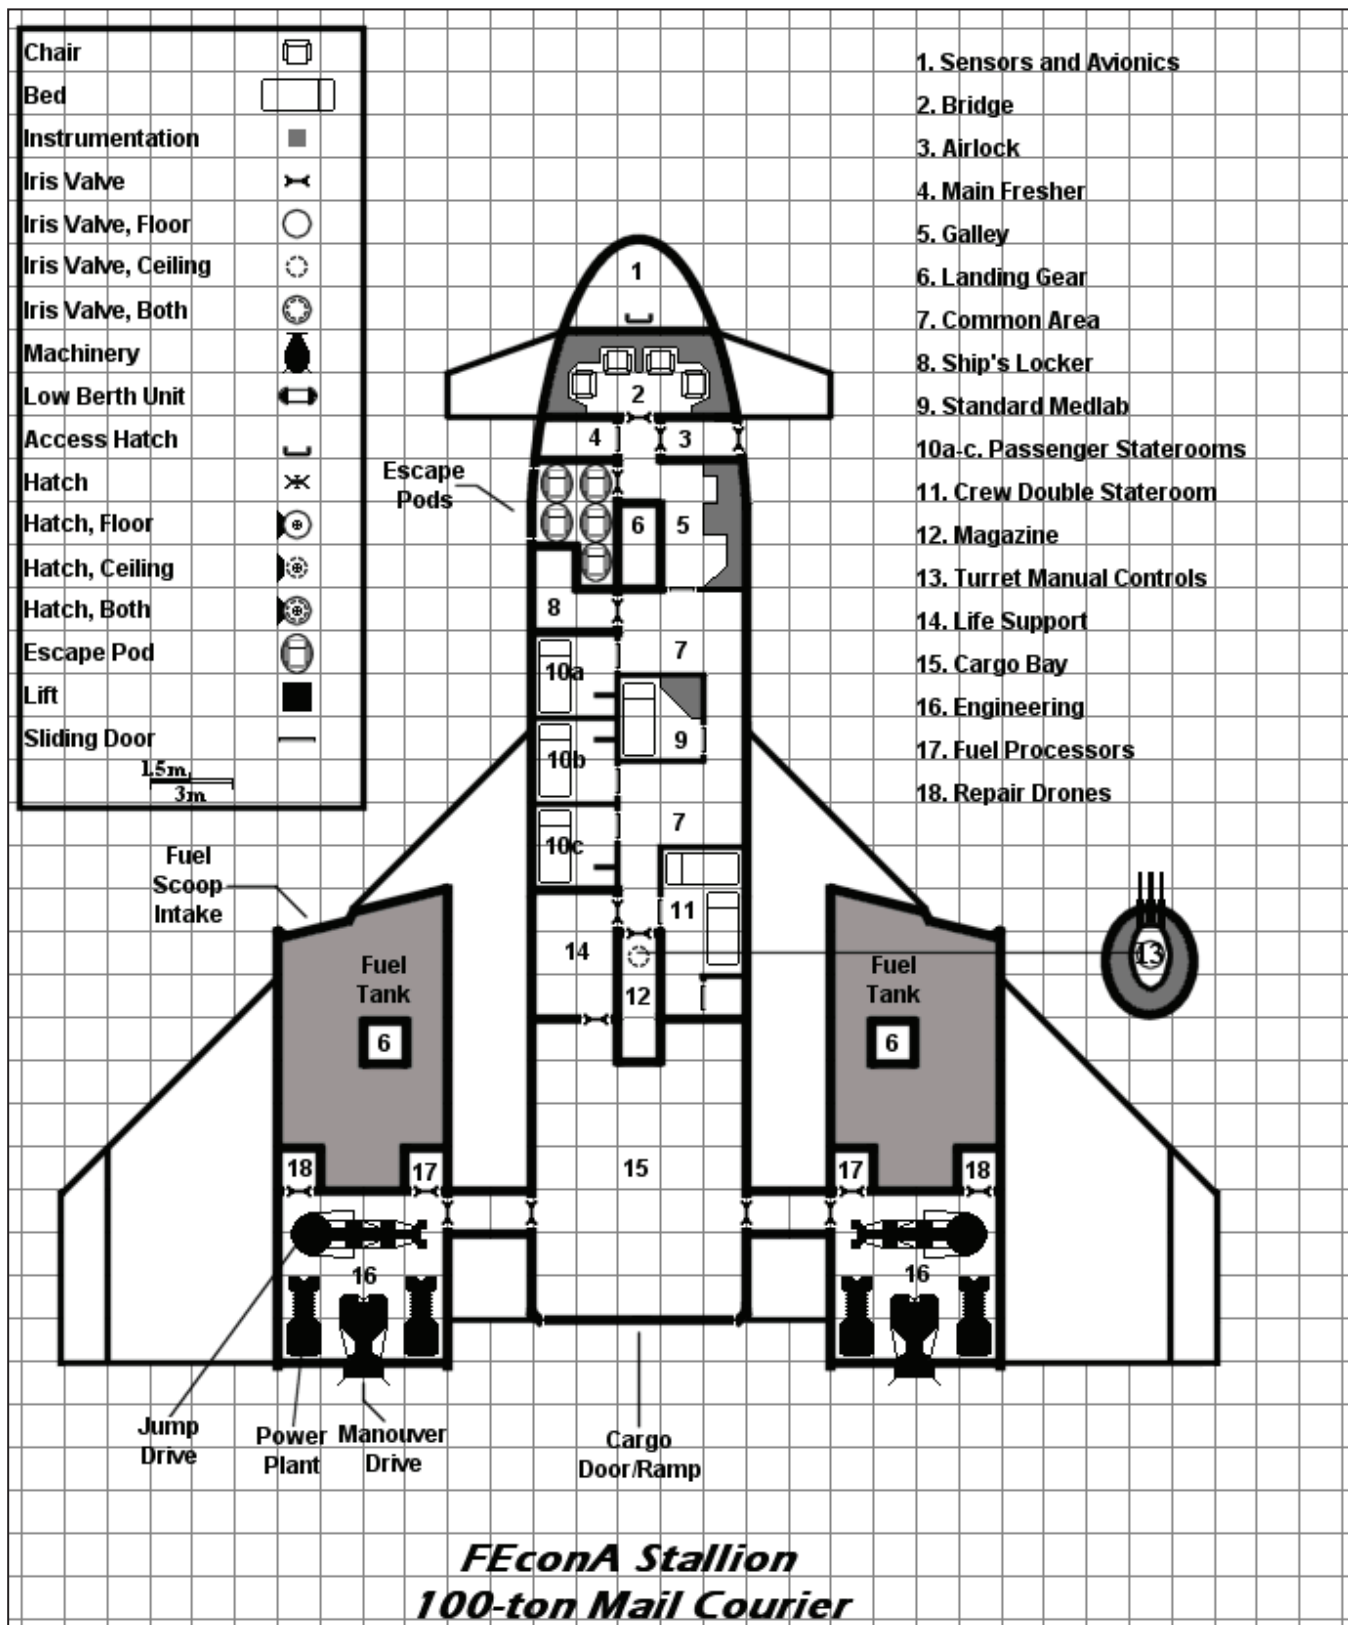 Chair
Bed
Instrumentation
Iris Valve
Iris Valve, Floor
Iris Valve, Ceiling
Iris Valve, Both
Machinery
Low Berth Unit
Access Hatch
Hatch
Hatch, Floor
Hatch, Ceiling
Hatch, Both
Escape Pod
Lift
Sliding Door
1.5m
3m
1. Sensors and Avionics
2. Bridge
3. Airlock
4. Main Fresher
5. Galley
6. Landing Gear
7. Common Area
8. Ship's Locker
9. Standard Medlab
10a-c. Passenger Staterooms
11. Crew Double Stateroom
12. Magazine
13. Turret Manual Controls
14. Life Support
15. Cargo Bay
16. Engineering
17. Fuel Processors
18. Repair Drones
1
2
4
3
Escape
Pods
6
5
8
7
10a
9
10b
7
10c
Fuel
Scoop
Intake
11
14
12
13
Fuel
Tank
6
Fuel
Tank
6
18
17
15
17
18
16
16
Jump
Drive
Power
Plant
Manouver
Drive
Cargo
Door/Ramp
FEconA Stallion
100-ton Mail Courier